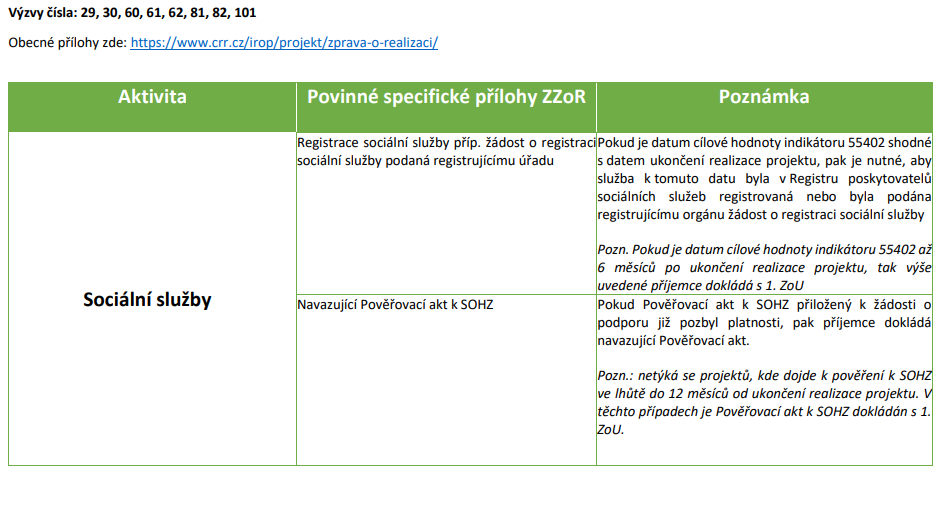 Výzvy čísla: 29, 30, 60, 61, 62, 81, 82, 101
Obecné přílohy zde: https://www.crr.cz/irop/projekt/zprava-o-realizaci/
Aktivita
Povinné specifické přílohy ZZoR
Poznámka
Sociální služby
Registrace sociální služby příp. žádost o registraci
sociální služby podaná registrujícímu úřadu
Pokud je datum cílové hodnoty indikátoru 55402 shodné
s datem ukončení realizace projektu, pak je nutné, aby
služba k tomuto datu byla v Registru poskytovatelů
sociálních služeb registrovaná nebo byla podána
registrujícímu orgánu žádost o registraci sociální služby
Pozn. Pokud je datum cílové hodnoty indikátoru 55402 až
6 měsíců po ukončení realizace projektu, tak výše
uvedené příjemce dokládá s 1. ZoU
Navazující Pověřovací akt k SOHZ
Pokud Pověřovací akt k SOHZ přiložený k žádosti o
podporu již pozbyl platnosti, pak příjemce dokládá
navazující Pověřovací akt.
Pozn.: netýká se projektů, kde dojde k pověření k SOHZ
ve lhůtě do 12 měsíců od ukončení realizace projektu. V
těchto případech je Pověřovací akt k SOHZ dokládán s 1.
ZoU.